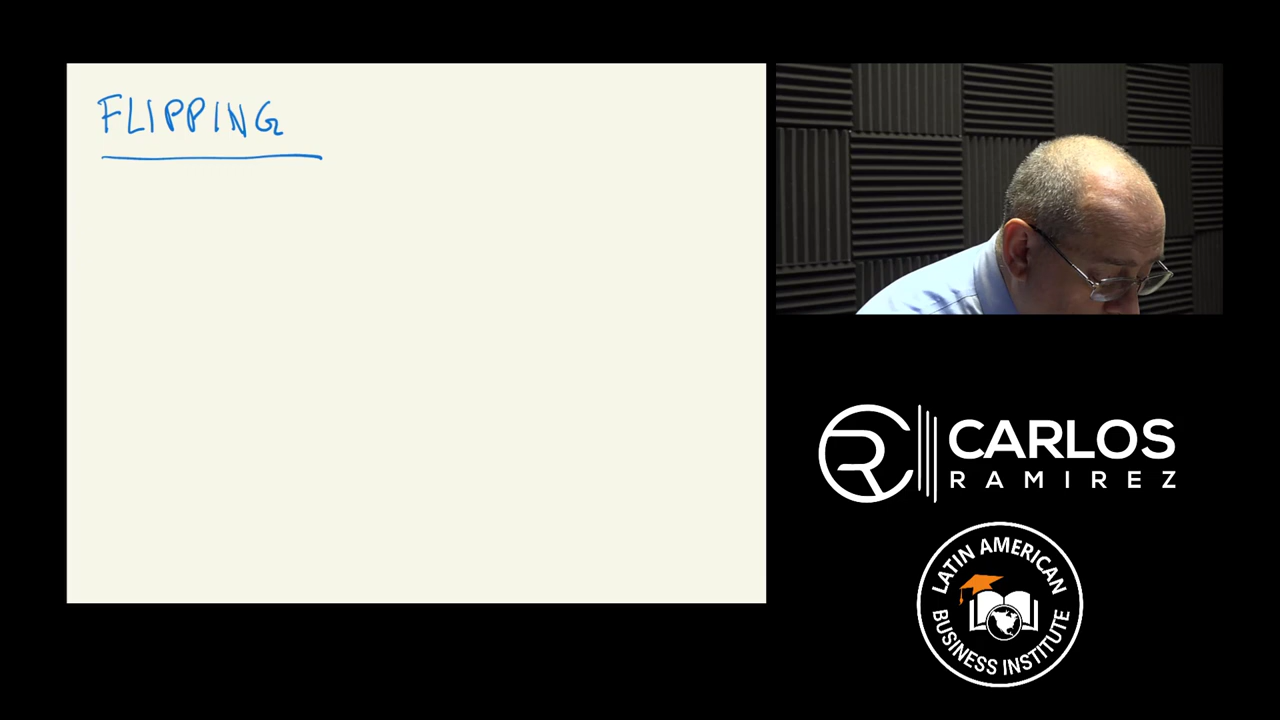 FLIPPING
CARLOS
RAMIREZ
LATIN AMERICAN
BUSINESS INSTITUTE